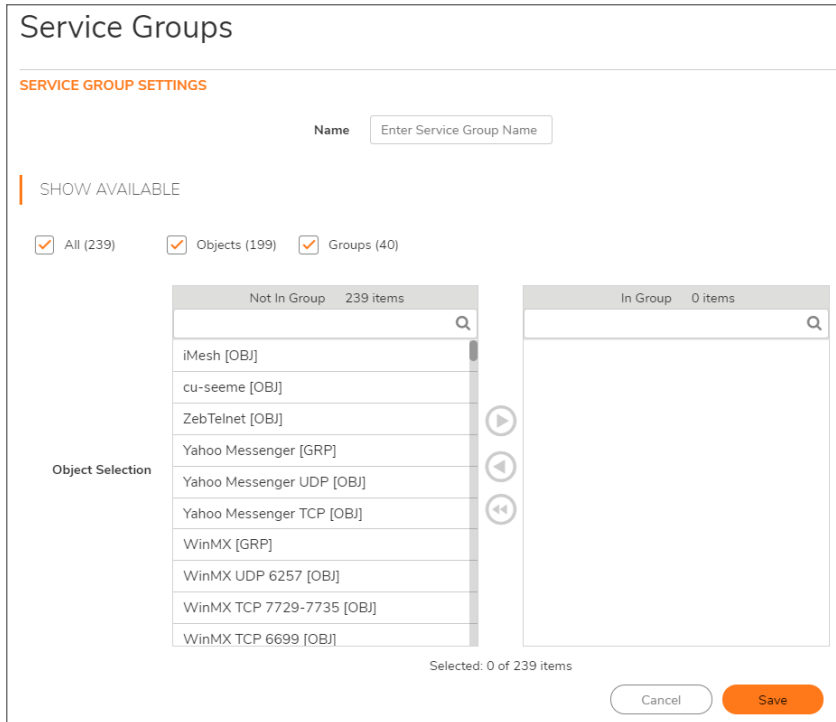 Service Groups
SERVICE GROUP SETTINGS
Name Enter Service Group Name
SHOW AVAILABLE
All (239) Objects (199) Groups (40)
Not In Group 239 items
In Group 0 items
iMesh [OBJ]
cu-seeme [OBJ]
ZebTelnet [OBJ]
Yahoo Messenger [GRP]
Object Selection
Yahoo Messenger UDP [OBJ]
Yahoo Messenger TCP [OBJ]
WinMX [GRP]
WinMX UDP 6257 [OBJ]
WinMX TCP 7729-7735 [OBJ]
WinMX TCP 6699 [OBJ]
Selected: 0 of 239 items
Cancel Save